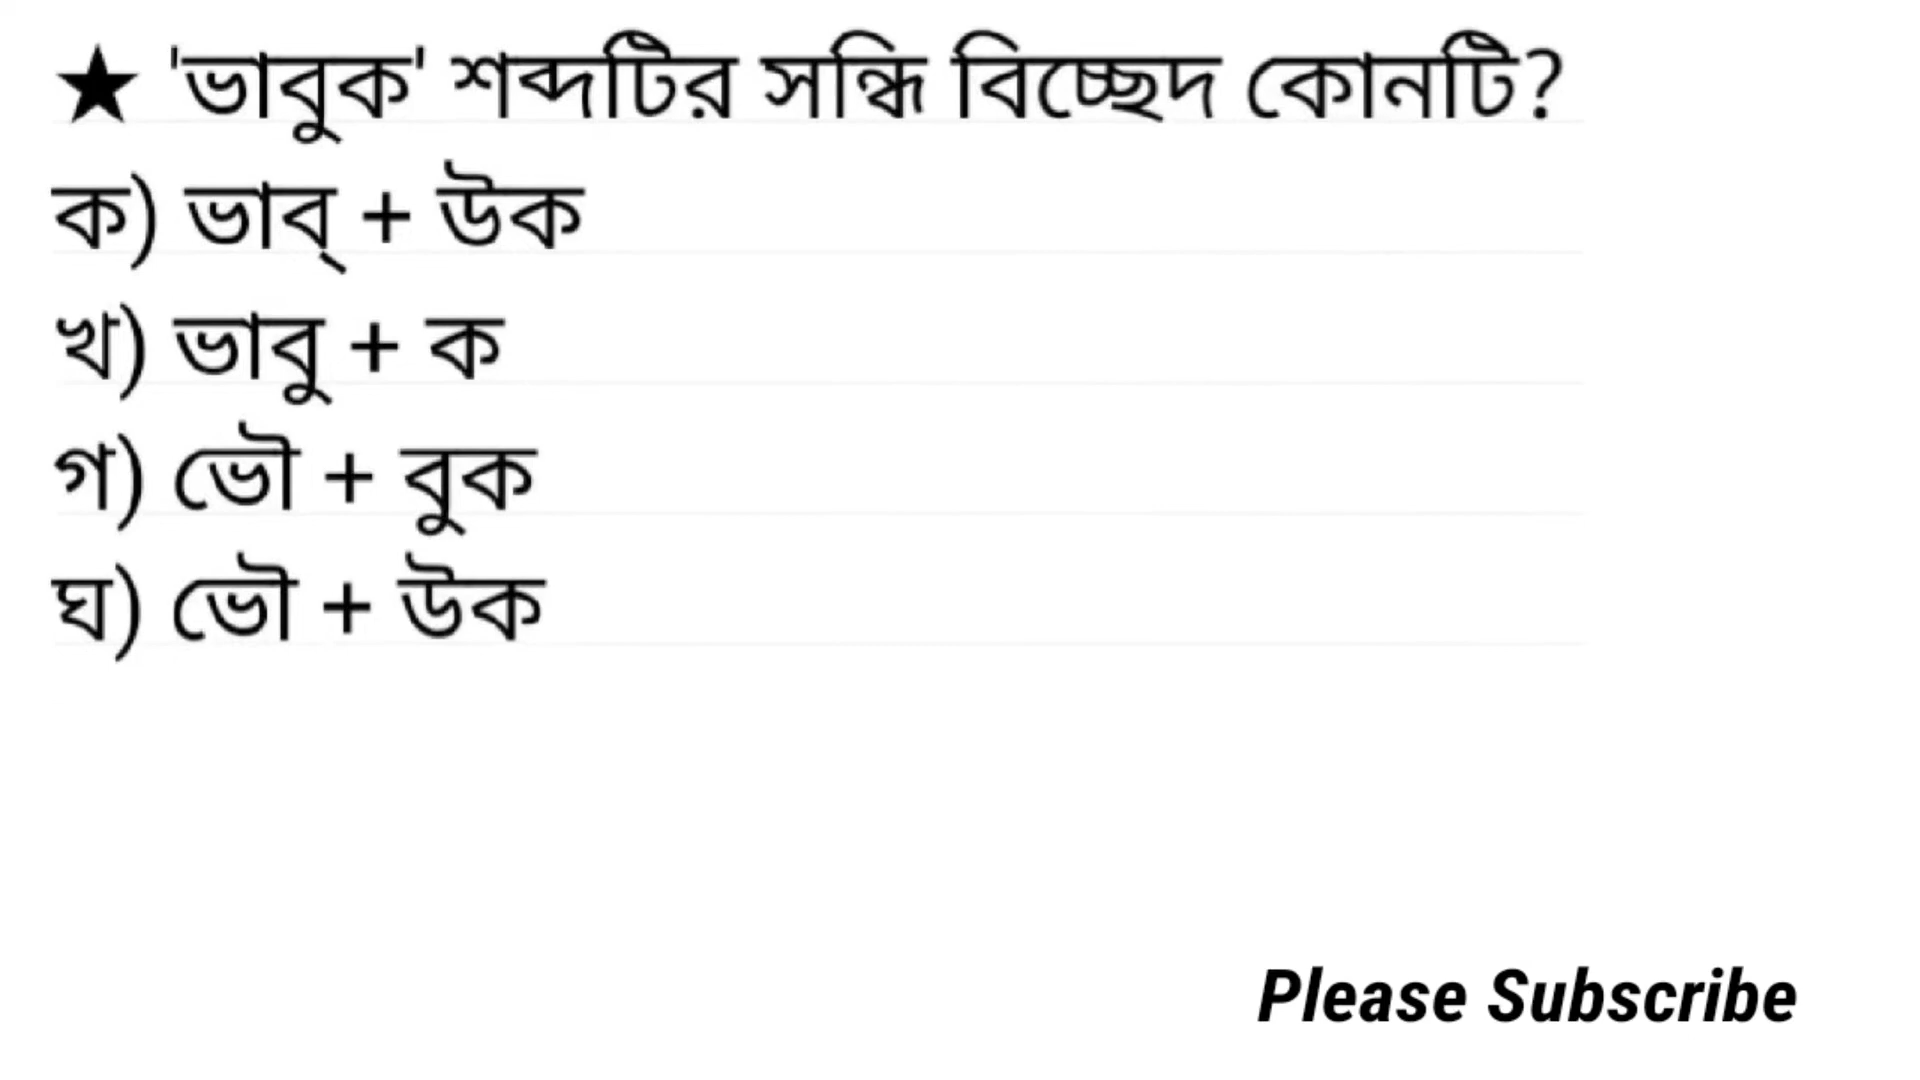 ★ 'ভাবুক' শব্দটির সন্ধি বিচ্ছেদ কোনটি?
ক) ভাব্ + উক
খ) ভাবু + ক
গ) ভৌ + বুক
ঘ) ভৌ + উক
Please Subscribe